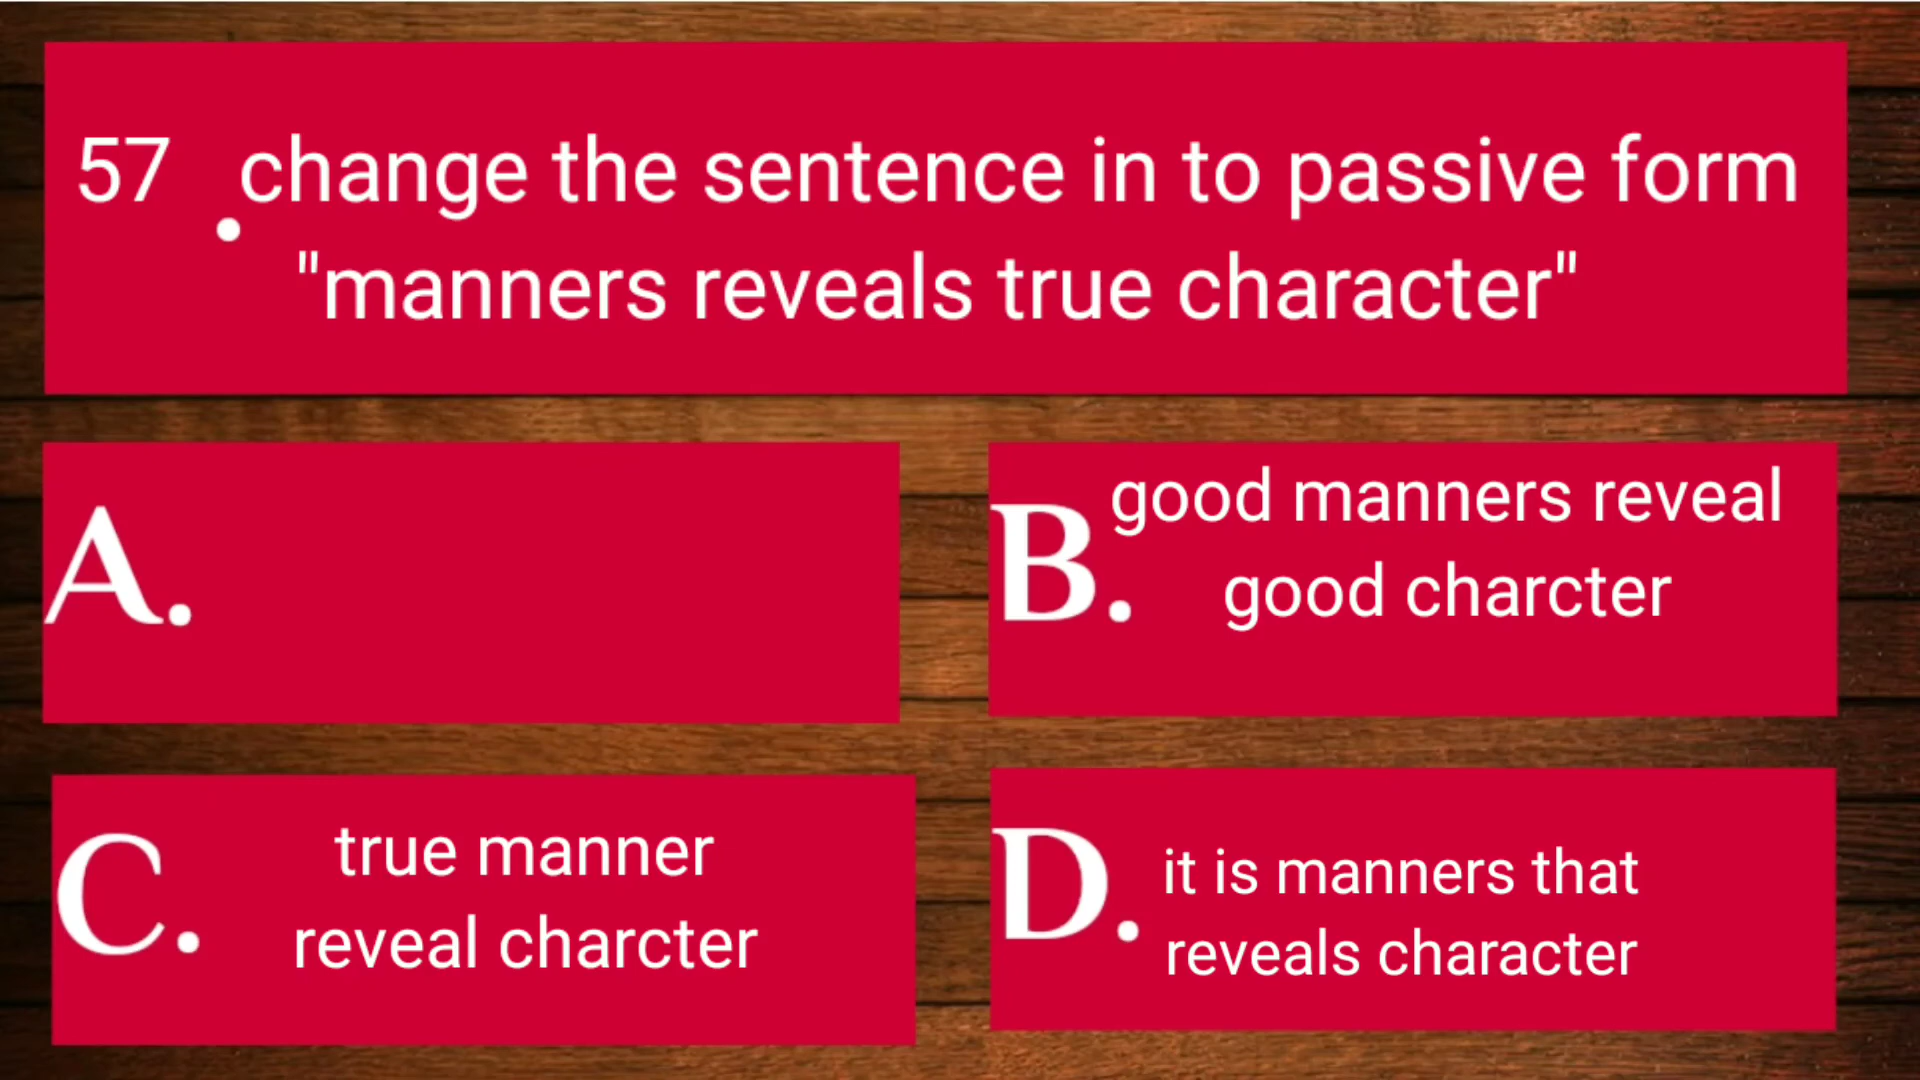 57 .change the sentence in to passive form
"manners reveals true character"
A.
B. good manners reveal
good charcter
C. true manner
reveal charcter
D. it is manners that
reveals character